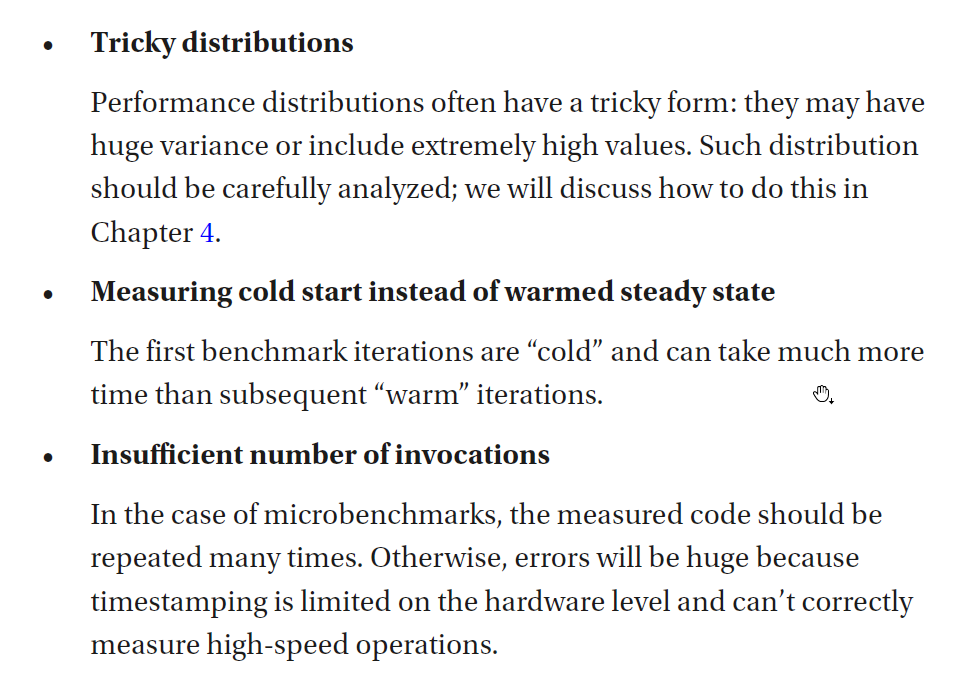 • Tricky distributions
Performance distributions often have a tricky form: they may have
huge variance or include extremely high values. Such distribution
should be carefully analyzed; we will discuss how to do this in
Chapter 4.
• Measuring cold start instead of warmed steady state
The first benchmark iterations are “cold” and can take much more
time than subsequent “warm” iterations.
• Insufficient number of invocations
In the case of microbenchmarks, the measured code should be
repeated many times. Otherwise, errors will be huge because
timestamping is limited on the hardware level and can’t correctly
measure high-speed operations.